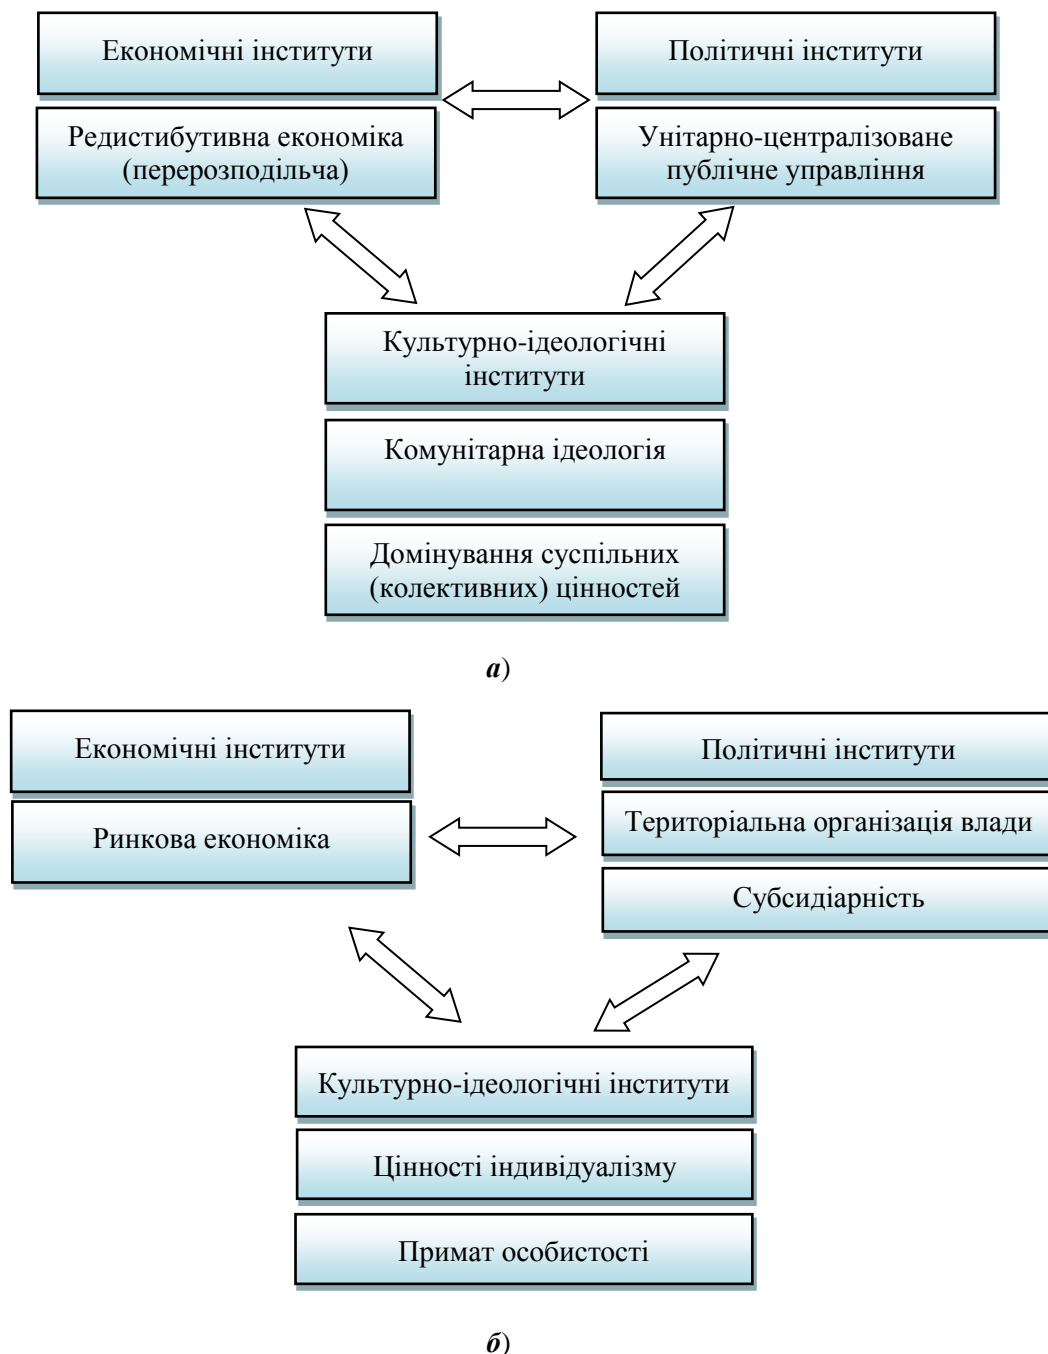 Економічні інститути
Політичні інститути
Редистибутивна економіка
(перерозподільча)
Унітарно-централізоване
публічне управління
Культурно-ідеологічні
інститути
Комунітарна ідеологія
Домінування суспільних
(колективних) цінностей
а)
Економічні інститути
Політичні інститути
Ринкова економіка
Територіальна організація влади
Субсидіарність
Культурно-ідеологічні інститути
Цінності індивідуалізму
Примат особистості
б)